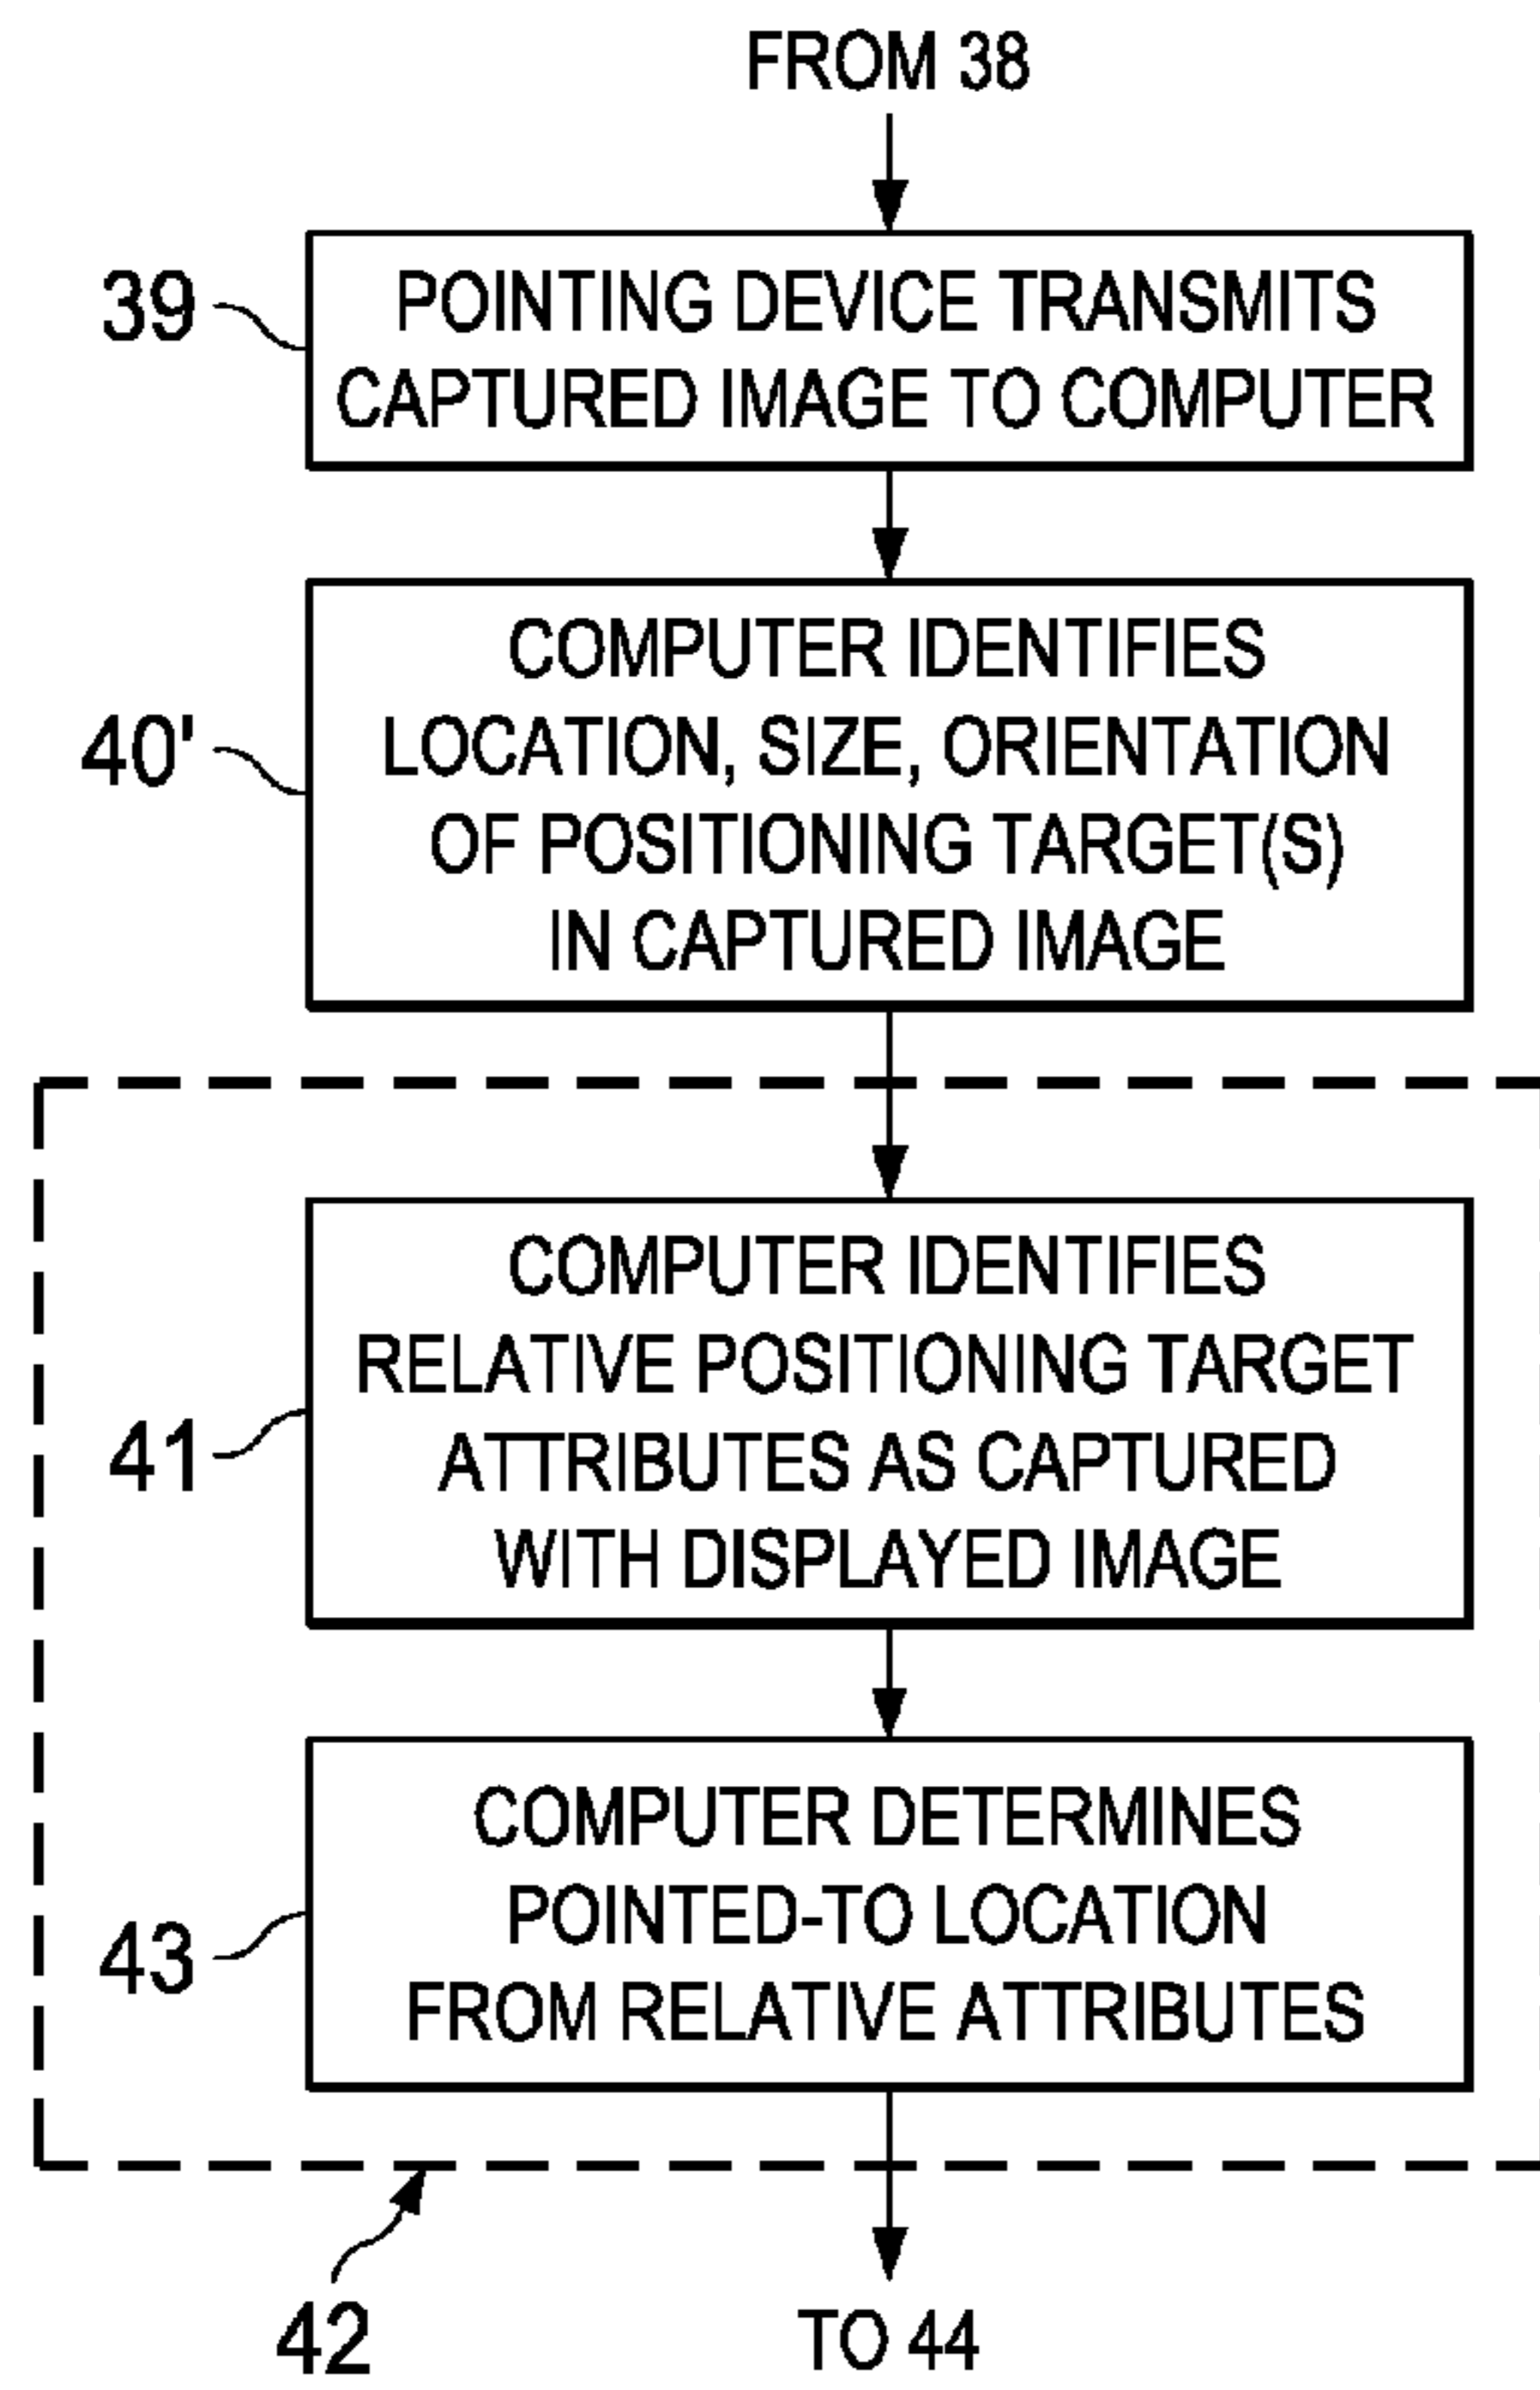 FROM 38
39
POINTING DEVICE TRANSMITS
CAPTURED IMAGE TO COMPUTER
40'
COMPUTER IDENTIFIES
LOCATION, SIZE, ORIENTATION
OF POSITIONING TARGET(S)
IN CAPTURED IMAGE
41
COMPUTER IDENTIFIES
RELATIVE POSITIONING TARGET
ATTRIBUTES AS CAPTURED
WITH DISPLAYED IMAGE
43
COMPUTER DETERMINES
POINTED-TO LOCATION
FROM RELATIVE ATTRIBUTES
42
TO 44